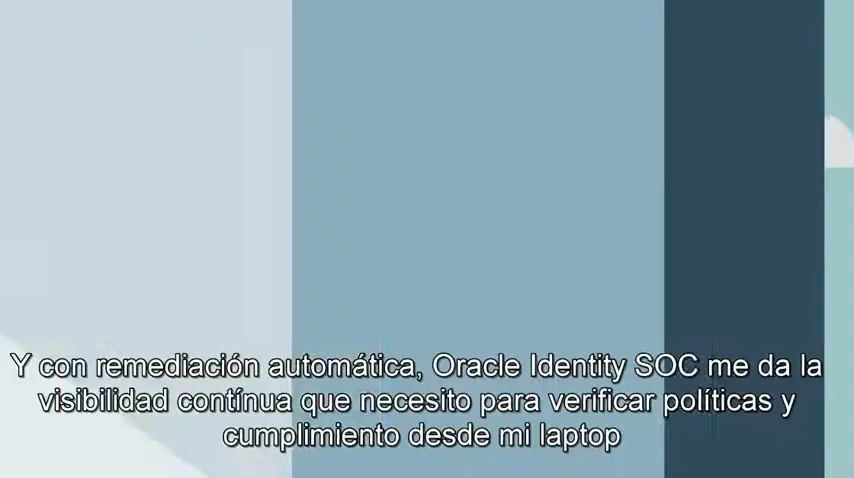 Y con remediación automática, Oracle Identity SOC me da la
visibilidad contínua que necesito para verificar políticas y
cumplimiento desde mi laptop